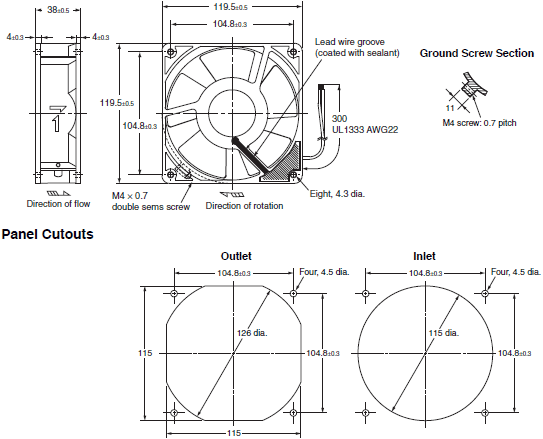 38±0.5
119.5±0.5
104.8±0.3
4±0.3
4±0.3
Lead wire groove
(coated with sealant)
Ground Screw Section
119.5±0.5
104.8±0.3
300
UL1333 AWG22
11
M4 screw: 0.7 pitch
Direction of flow
M4 × 0.7
double sems screw
Direction of rotation
Eight, 4.3 dia.
Panel Cutouts
Outlet
Inlet
104.8±0.3
Four, 4.5 dia.
104.8±0.3
Four, 4.5 dia.
126 dia.
115 dia.
115
104.8±0.3
104.8±0.3
115